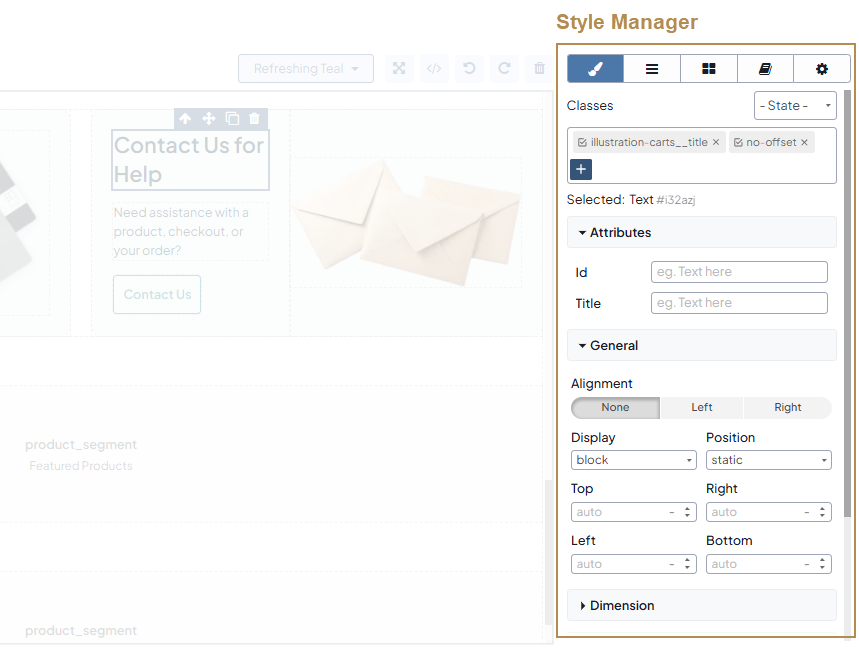 Style Manager
Refreshing Teal
Contact Us for
Help
Need assistance with a
product, checkout, or
your order?
Contact Us
product_segment
Featured Products
product_segment
Classes
- State -
illustration-carts__title × no-offset ×
+
Selected: Text #i32azj
Attributes
Id eg. Text here
Title eg. Text here
General
Alignment
None Left Right
Display Position
block static
Top Right
auto - auto -
Left Bottom
auto - auto -
Dimension